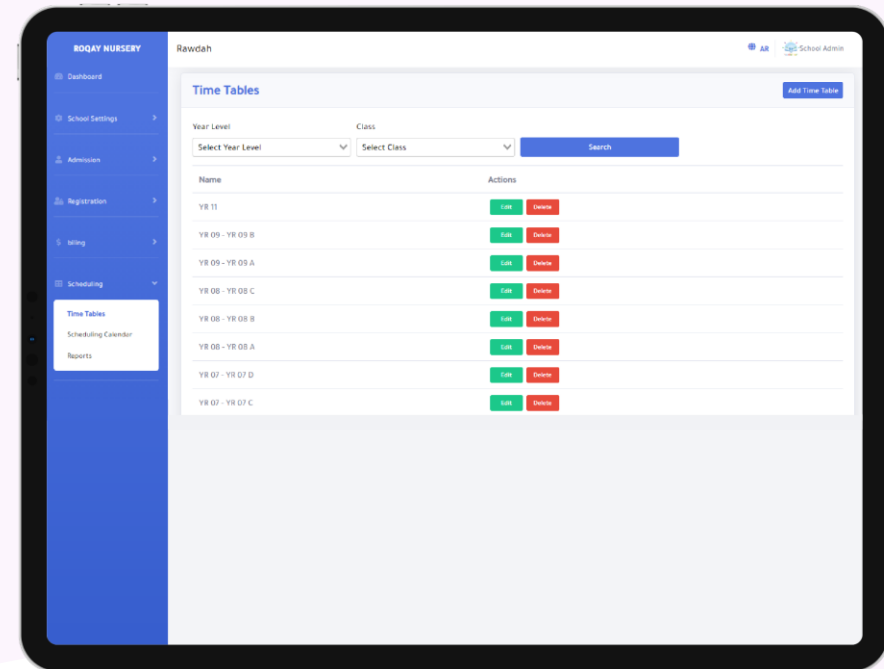 ROQAY NURSERY
Rawdah
AR School Admin
Dashboard
School Settings
Admission
Registration
$ billing
Scheduling
Time Tables
Scheduling Calendar
Reports
Time Tables
Add Time Table
Year Level Class
Select Year Level Select Class Search
Name Actions
YR 11 Edit Delete
YR 09 - YR 09 B Edit Delete
YR 09 - YR 09 A Edit Delete
YR 08 - YR 08 C Edit Delete
YR 08 - YR 08 B Edit Delete
YR 08 - YR 08 A Edit Delete
YR 07 - YR 07 D Edit Delete
YR 07 - YR 07 C Edit Delete